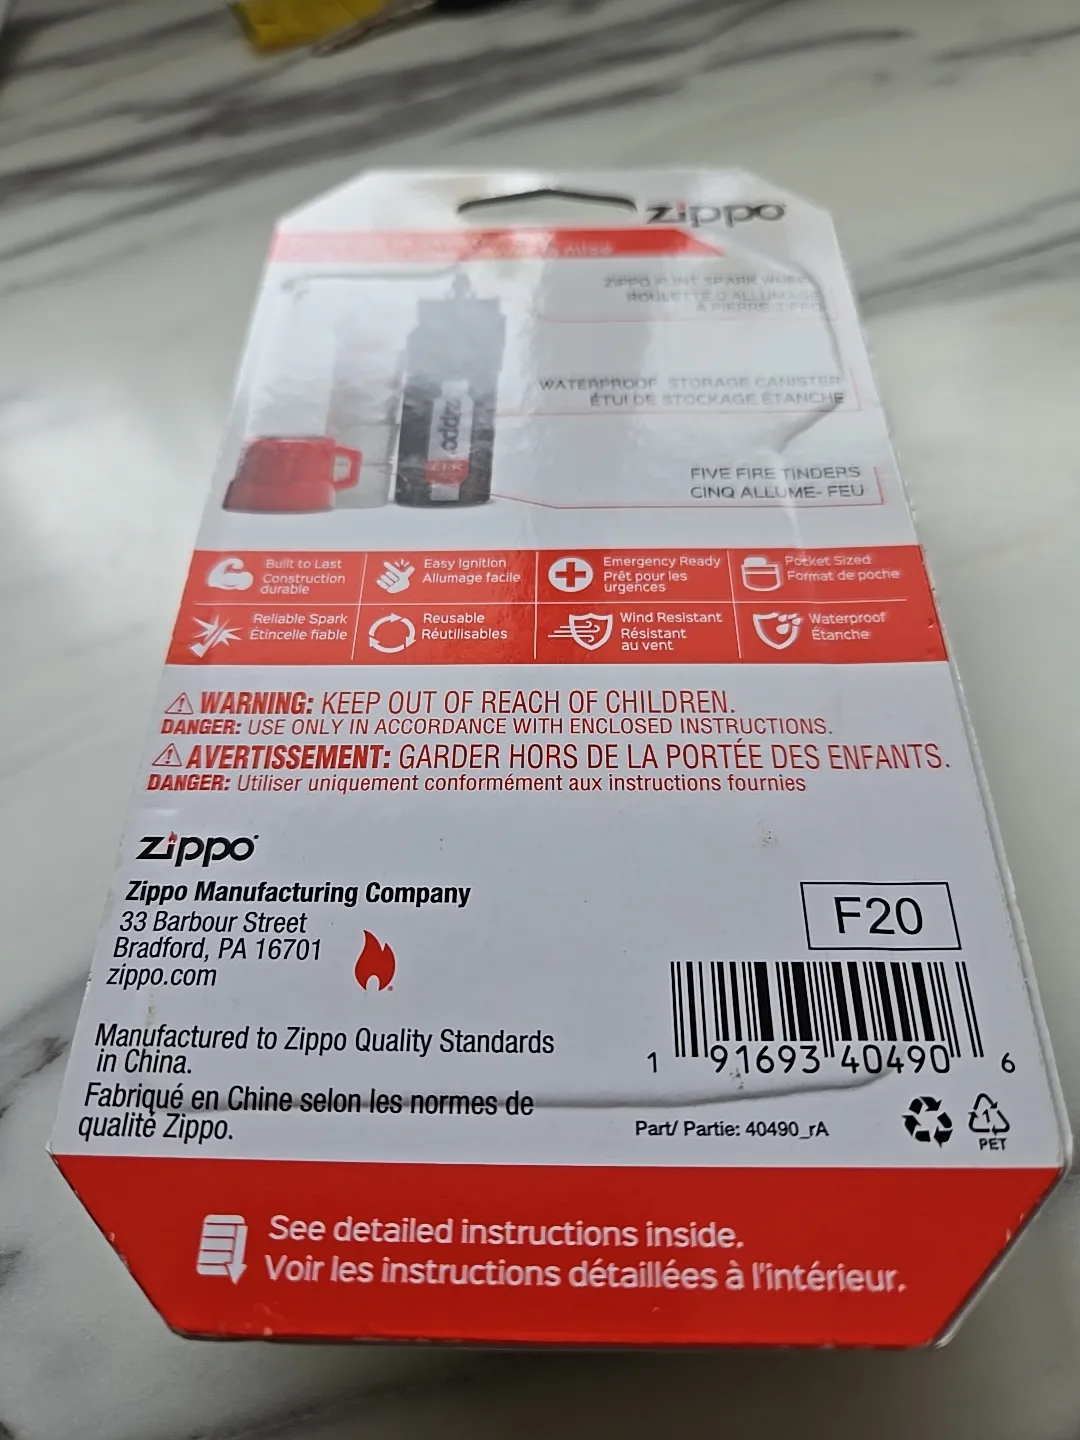 zippo
ZIPPO FLINT SPARK WHEEL
ROULETTE D'ALLUMAGE
À PIERRE ZIPPO
WATERPROOF STORAGE CANISTER
ÉTUI DE STOCKAGE ÉTANCHE
zippo
FIVE FIRE TINDERS
CINQ ALLUME- FEU
Built to Last
Construction
durable
Easy Ignition
Allumage facile
Emergency Ready
Prêt pour les
urgences
Pocket Sized
Format de poche
Reliable Spark
Étincelle fiable
Reusable
Réutilisables
Wind Resistant
Résistant
au vent
Waterproof
Étanche
WARNING: KEEP OUT OF REACH OF CHILDREN.
DANGER: USE ONLY IN ACCORDANCE WITH ENCLOSED INSTRUCTIONS.
AVERTISSEMENT: GARDER HORS DE LA PORTÉE DES ENFANTS.
DANGER: Utiliser uniquement conformément aux instructions fournies
zippo
Zippo Manufacturing Company
33 Barbour Street
Bradford, PA 16701
zippo.com
F20
Manufactured to Zippo Quality Standards
in China.
Fabriqué en Chine selon les normes de
qualité Zippo.
1 91693 40490 6
Part/ Partie: 40490_rA
1
PET
See detailed instructions inside.
Voir les instructions détaillées à l'intérieur.